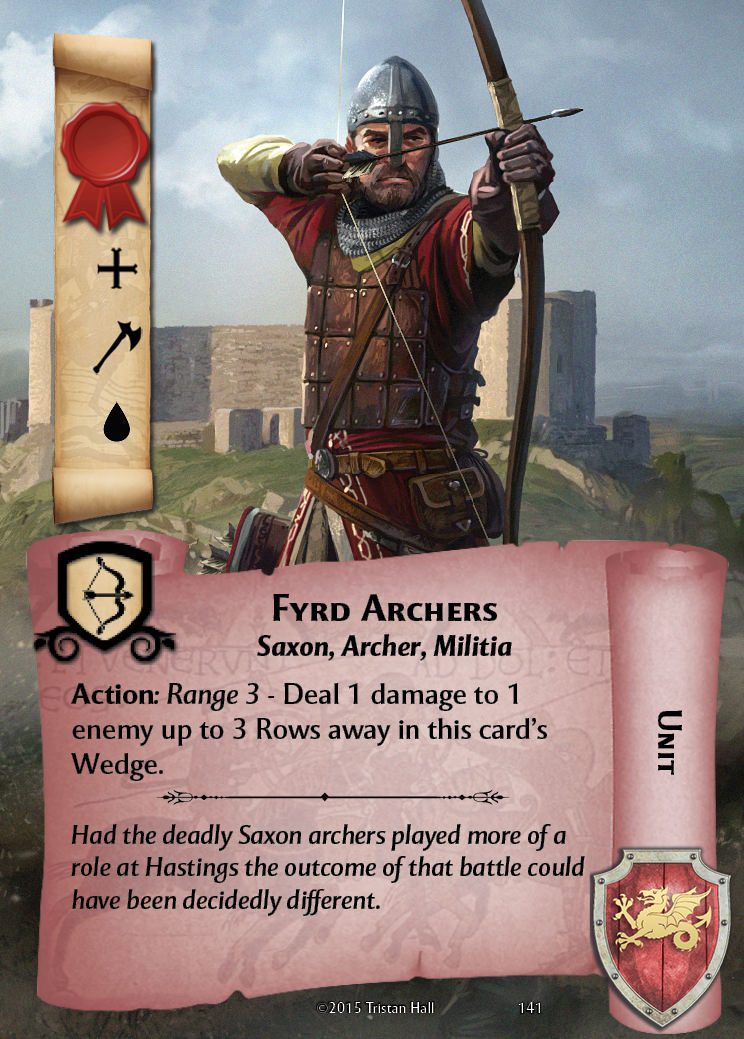 Fyrd Archers
Saxon, Archer, Militia
Action: Range 3 - Deal 1 damage to 1
enemy up to 3 Rows away in this card's
Wedge.
Unit
Had the deadly Saxon archers played more of a
role at Hastings the outcome of that battle could
have been decidedly different.
©2015 Tristan Hall 141